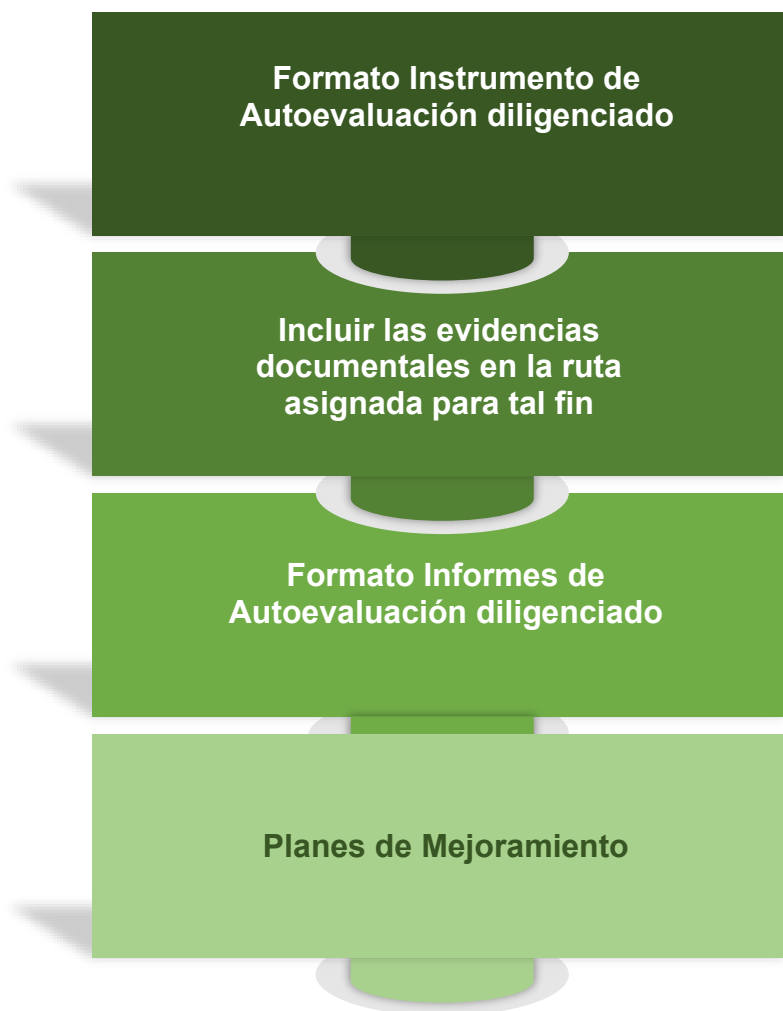 Formato Instrumento de
Autoevaluación diligenciado
Incluir las evidencias
documentales en la ruta
asignada para tal fin
Formato Informes de
Autoevaluación diligenciado
Planes de Mejoramiento